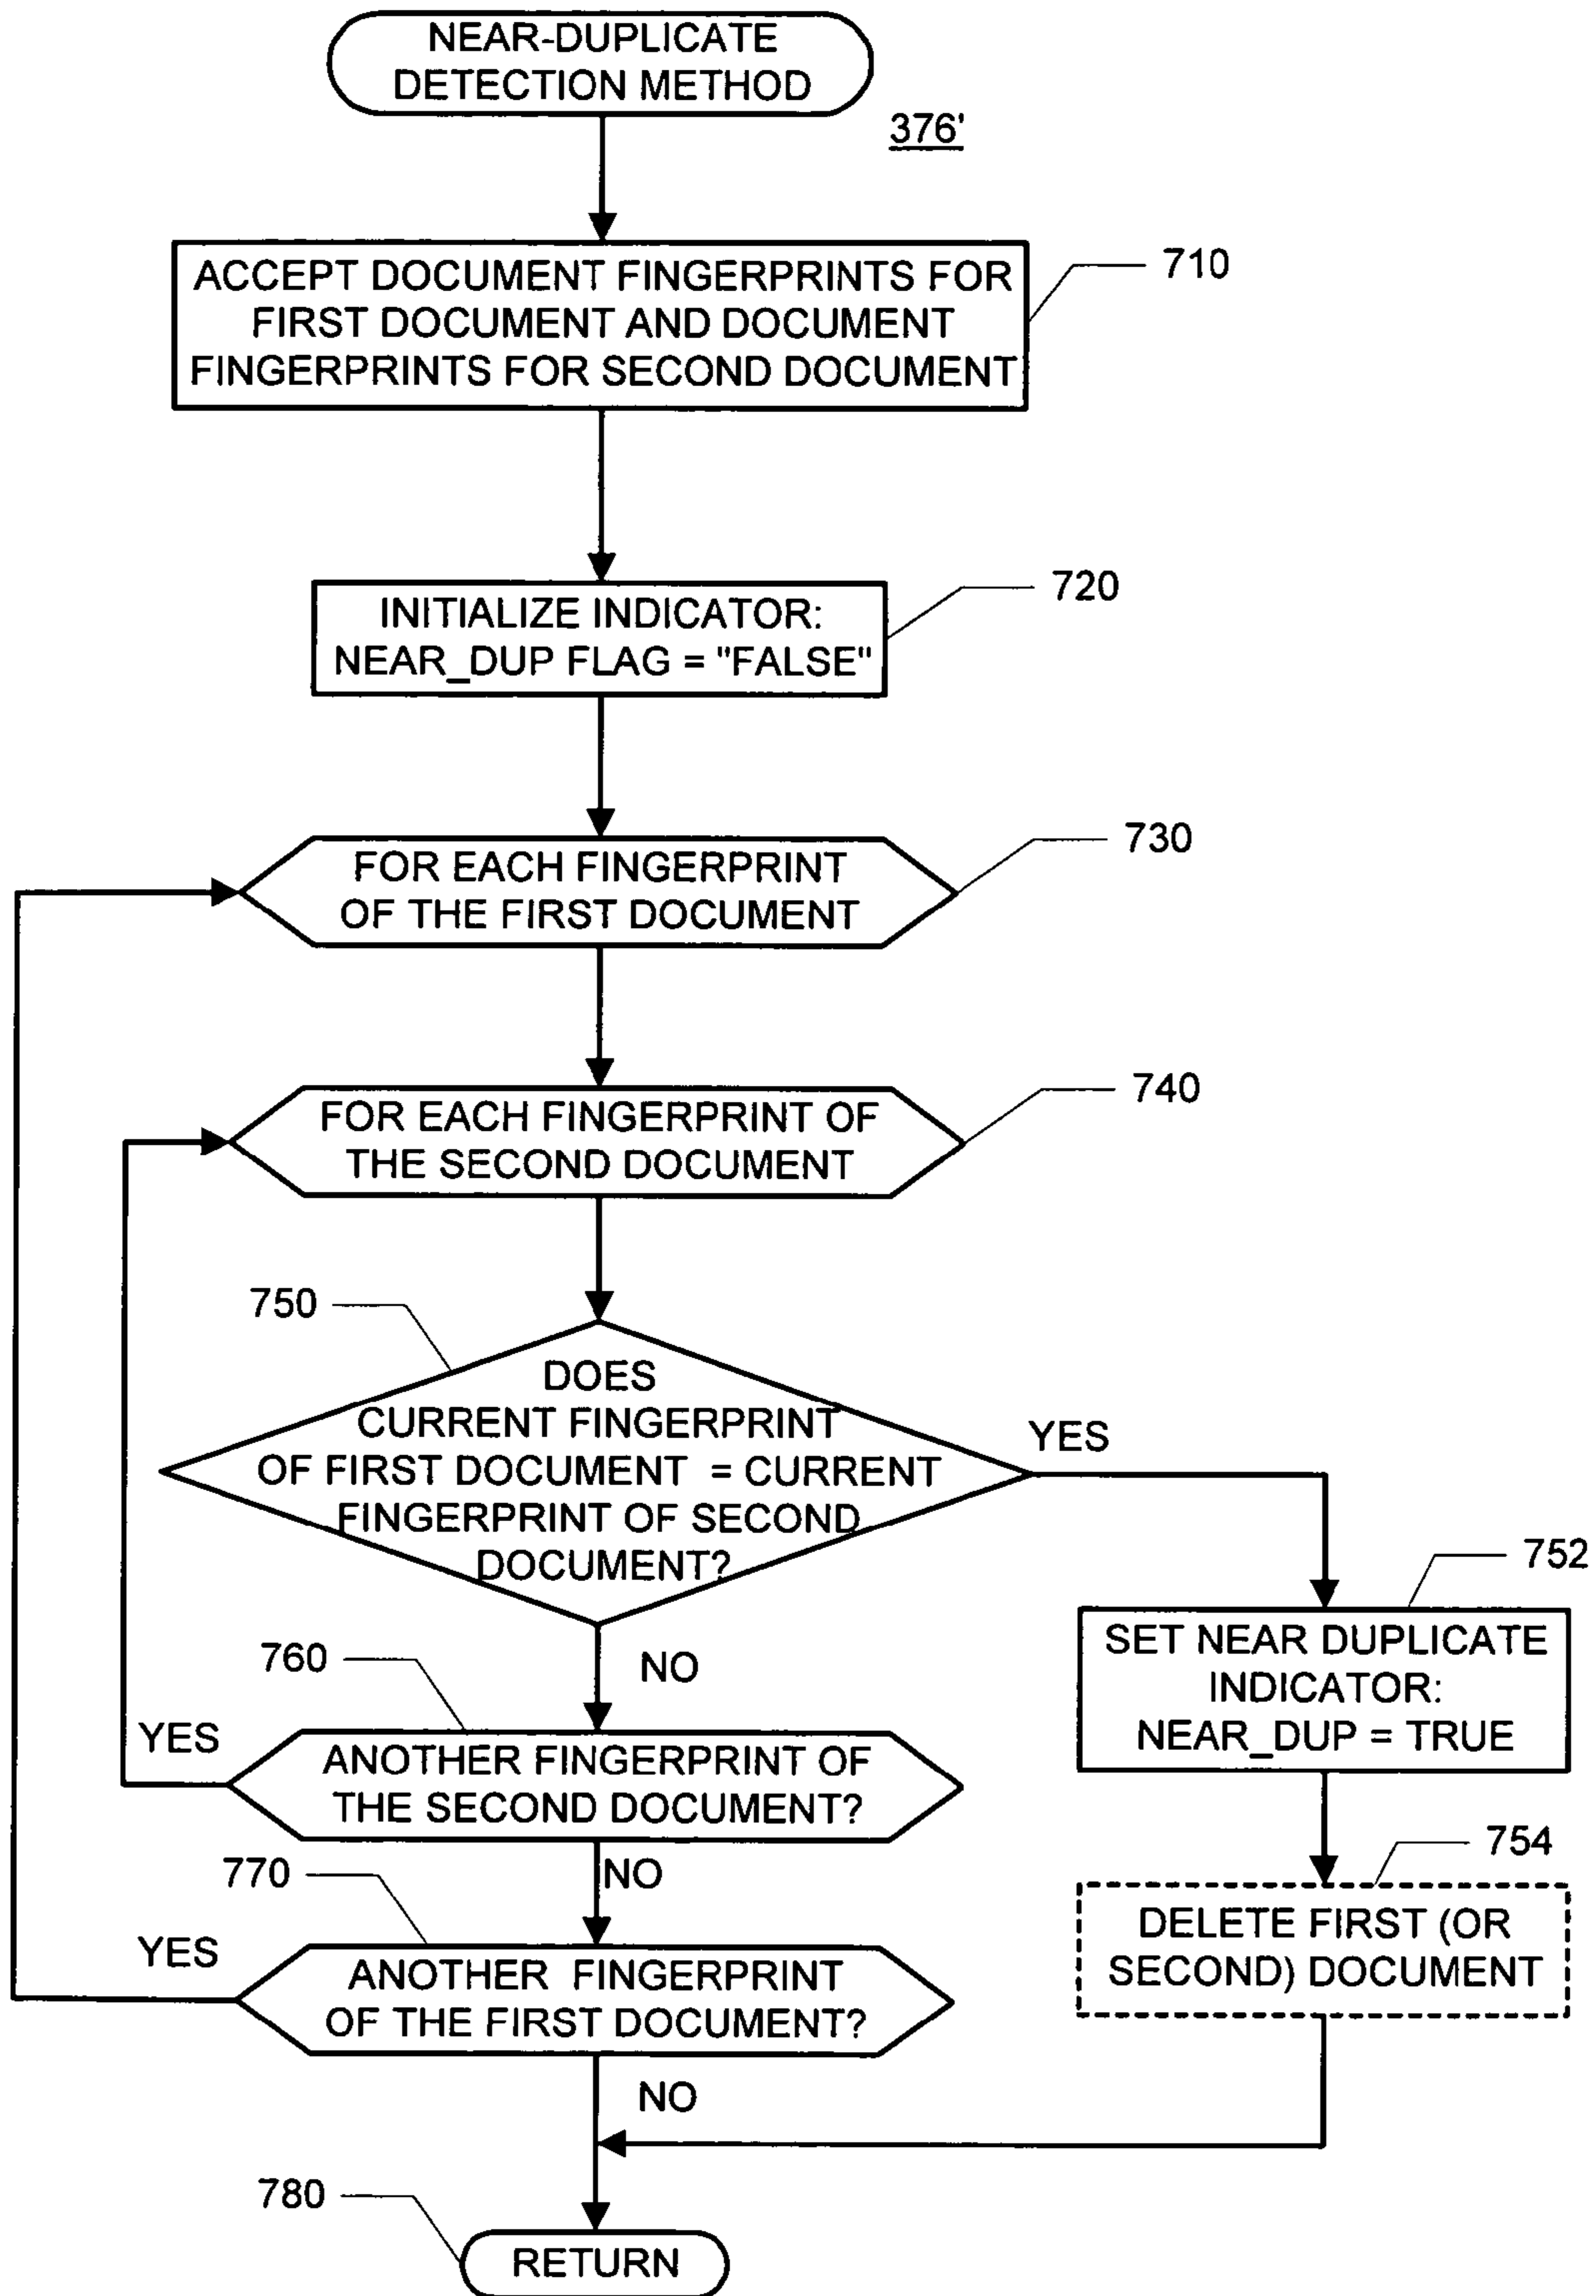 NEAR-DUPLICATE
DETECTION METHOD
376'
ACCEPT DOCUMENT FINGERPRINTS FOR
FIRST DOCUMENT AND DOCUMENT
FINGERPRINTS FOR SECOND DOCUMENT
710
INITIALIZE INDICATOR:
NEAR_DUP FLAG = "FALSE"
720
FOR EACH FINGERPRINT
OF THE FIRST DOCUMENT
730
FOR EACH FINGERPRINT OF
THE SECOND DOCUMENT
740
750
DOES
CURRENT FINGERPRINT
OF FIRST DOCUMENT = CURRENT
FINGERPRINT OF SECOND
DOCUMENT?
YES
752
SET NEAR DUPLICATE
INDICATOR:
NEAR_DUP = TRUE
NO
760
YES
ANOTHER FINGERPRINT OF
THE SECOND DOCUMENT?
754
DELETE FIRST (OR
SECOND) DOCUMENT
NO
770
YES
ANOTHER FINGERPRINT
OF THE FIRST DOCUMENT?
NO
780
RETURN